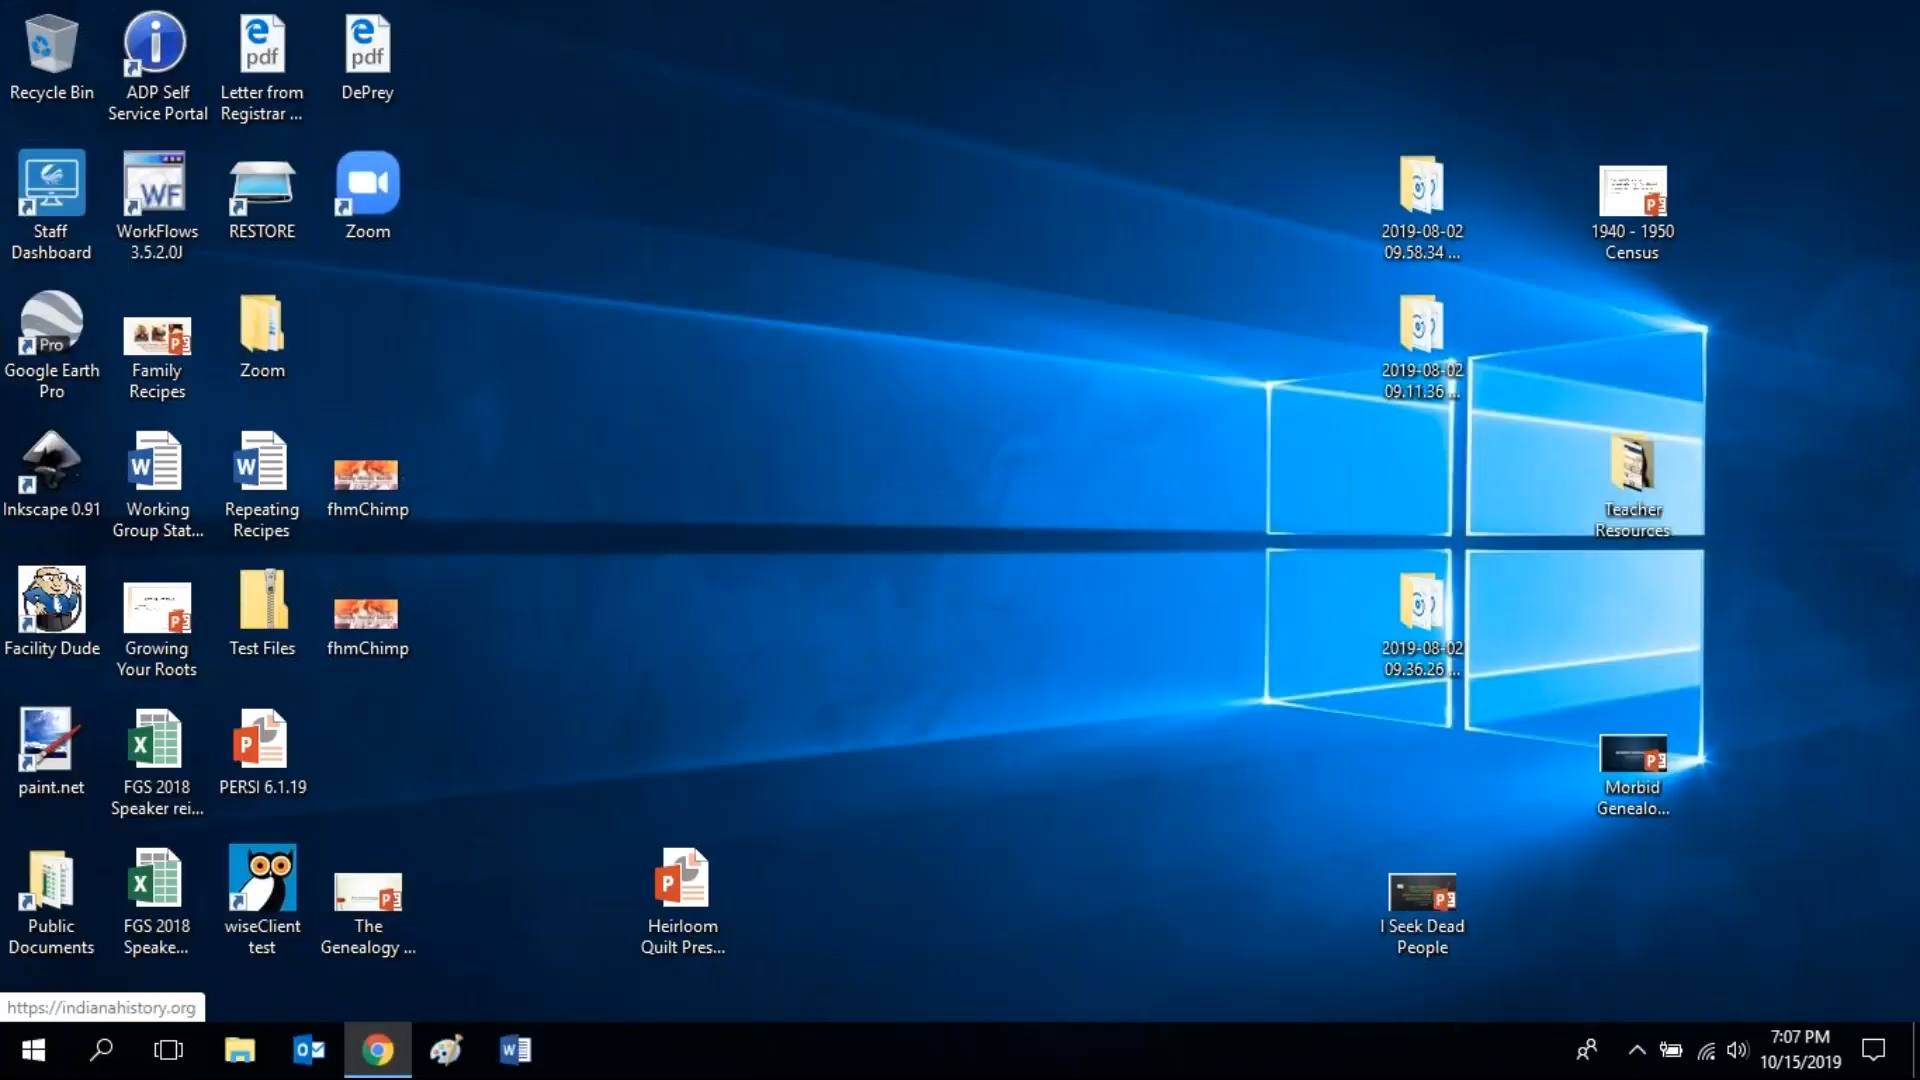 Recycle Bin
ADP Self
Service Portal
pdf
Letter from
Registrar ...
pdf
DePrey
Staff
Dashboard
WF
WorkFlows
3.5.2.0J
RESTORE
Zoom
2019-08-02
09.58.34 ...
1940 - 1950
Census
Pro
Google Earth
Pro
Family
Recipes
Zoom
2019-08-02
09.11.36 ...
Inkscape 0.91
Working
Group Stat...
Repeating
Recipes
fhmChimp
Teacher
Resources
Facility Dude
Growing
Your Roots
Test Files
fhmChimp
2019-08-02
09.36.26 ...
paint.net
FGS 2018
Speaker rei...
PERSI 6.1.19
Morbid
Genealo...
Public
Documents
FGS 2018
Speake...
wiseClient
test
The
Genealogy ...
Heirloom
Quilt Pres...
I Seek Dead
People
https://indianahistory.org
7:07 PM
10/15/2019